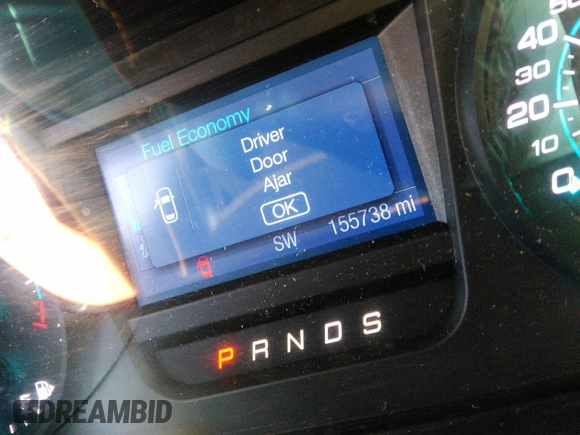 Fuel Economy
Driver
Door
Ajar
OK
SW 155738 mi
P R N D S
40
30
20
10
0
DREAMBID